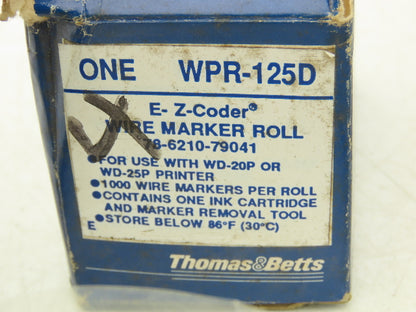 ONE WPR-125D
E- Z-Coder®
WIRE MARKER ROLL
78-6210-79041
●FOR USE WITH WD-20P OR
WD-25P PRINTER
●1000 WIRE MARKERS PER ROLL
●CONTAINS ONE INK CARTRIDGE
AND MARKER REMOVAL TOOL
●STORE BELOW 86°F (30°C)
E
Thomas&Betts